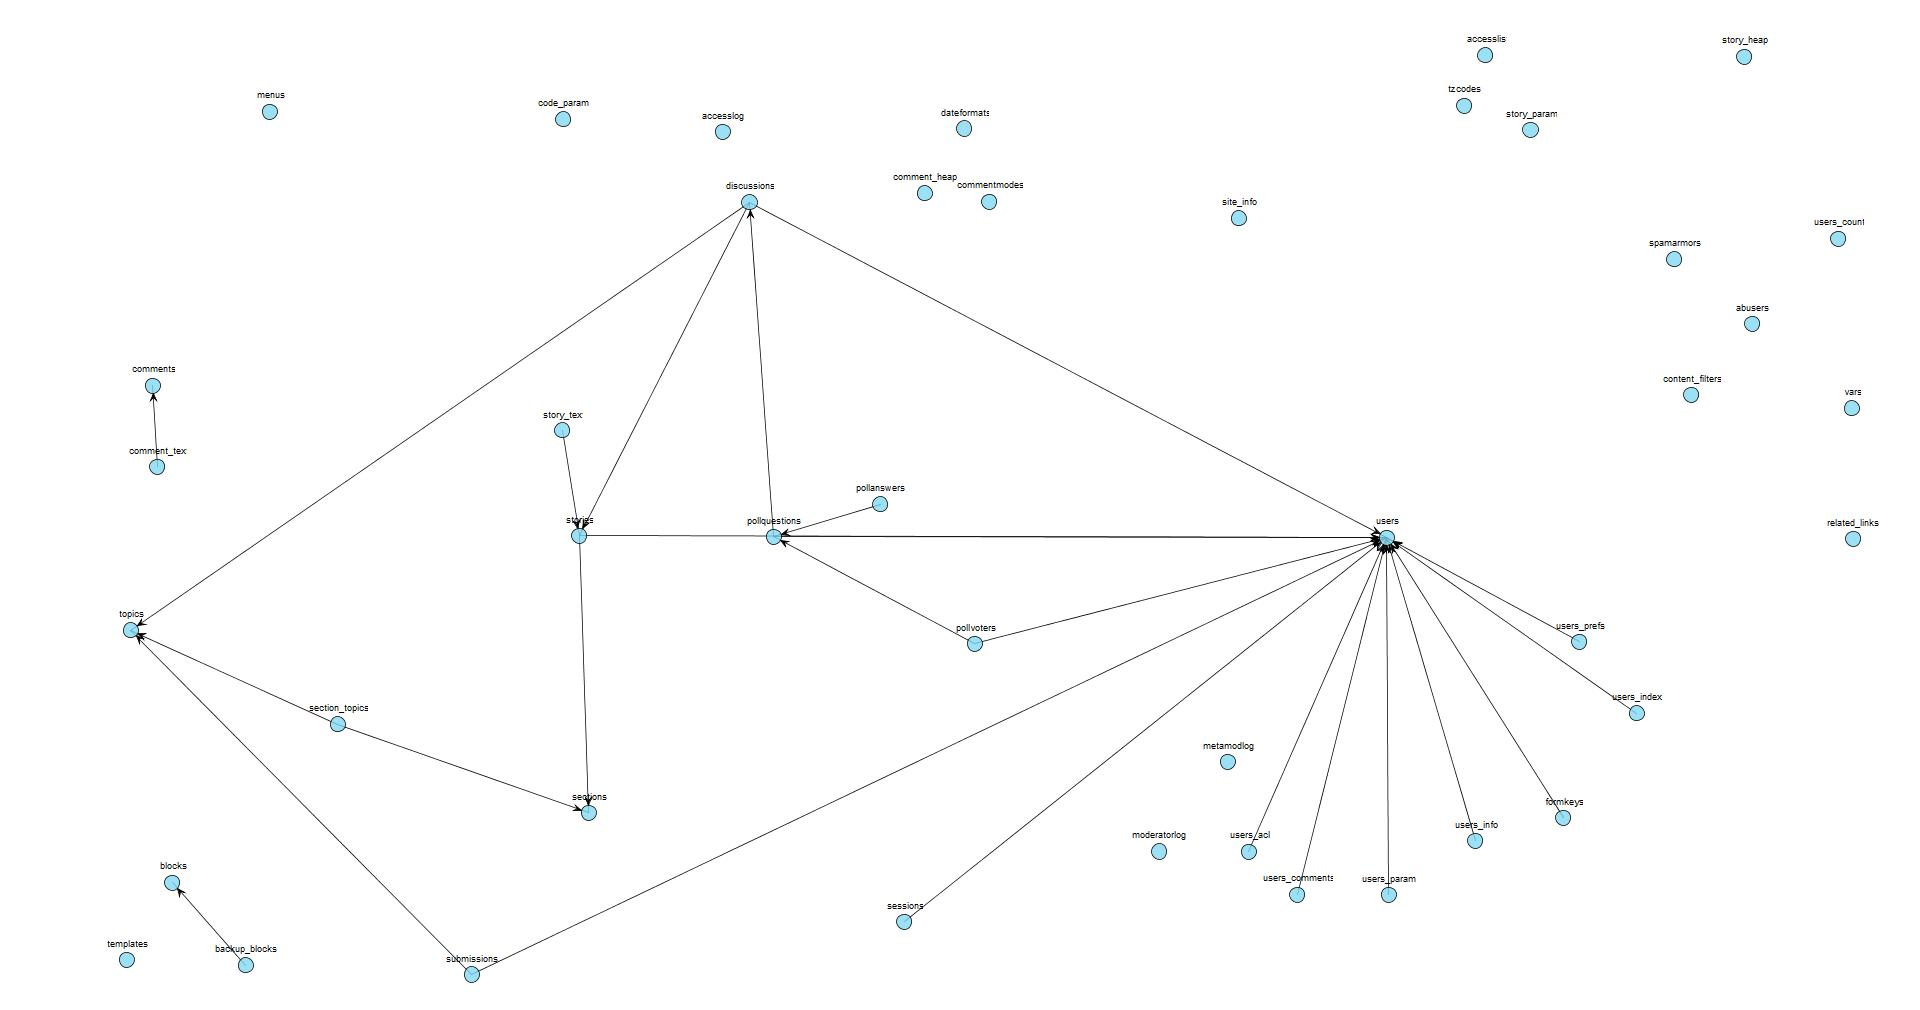 accesslis
story_heap
tzcodes
menus
code_param
story_param
accesslog
dateformats
comment_heap
commentmodes
discussions
site_info
users_count
spamarmors
abusers
comments
content_filters
vars
story_tex
comment_tex
pollanswers
stories
pollquestions
users
related_links
topics
pollvoters
users_prefs
users_index
section_topics
metamodlog
sections
formkeys
users_info
moderatorlog
users_acl
blocks
users_comments
users_param
sessions
templates
backup_blocks
submissions